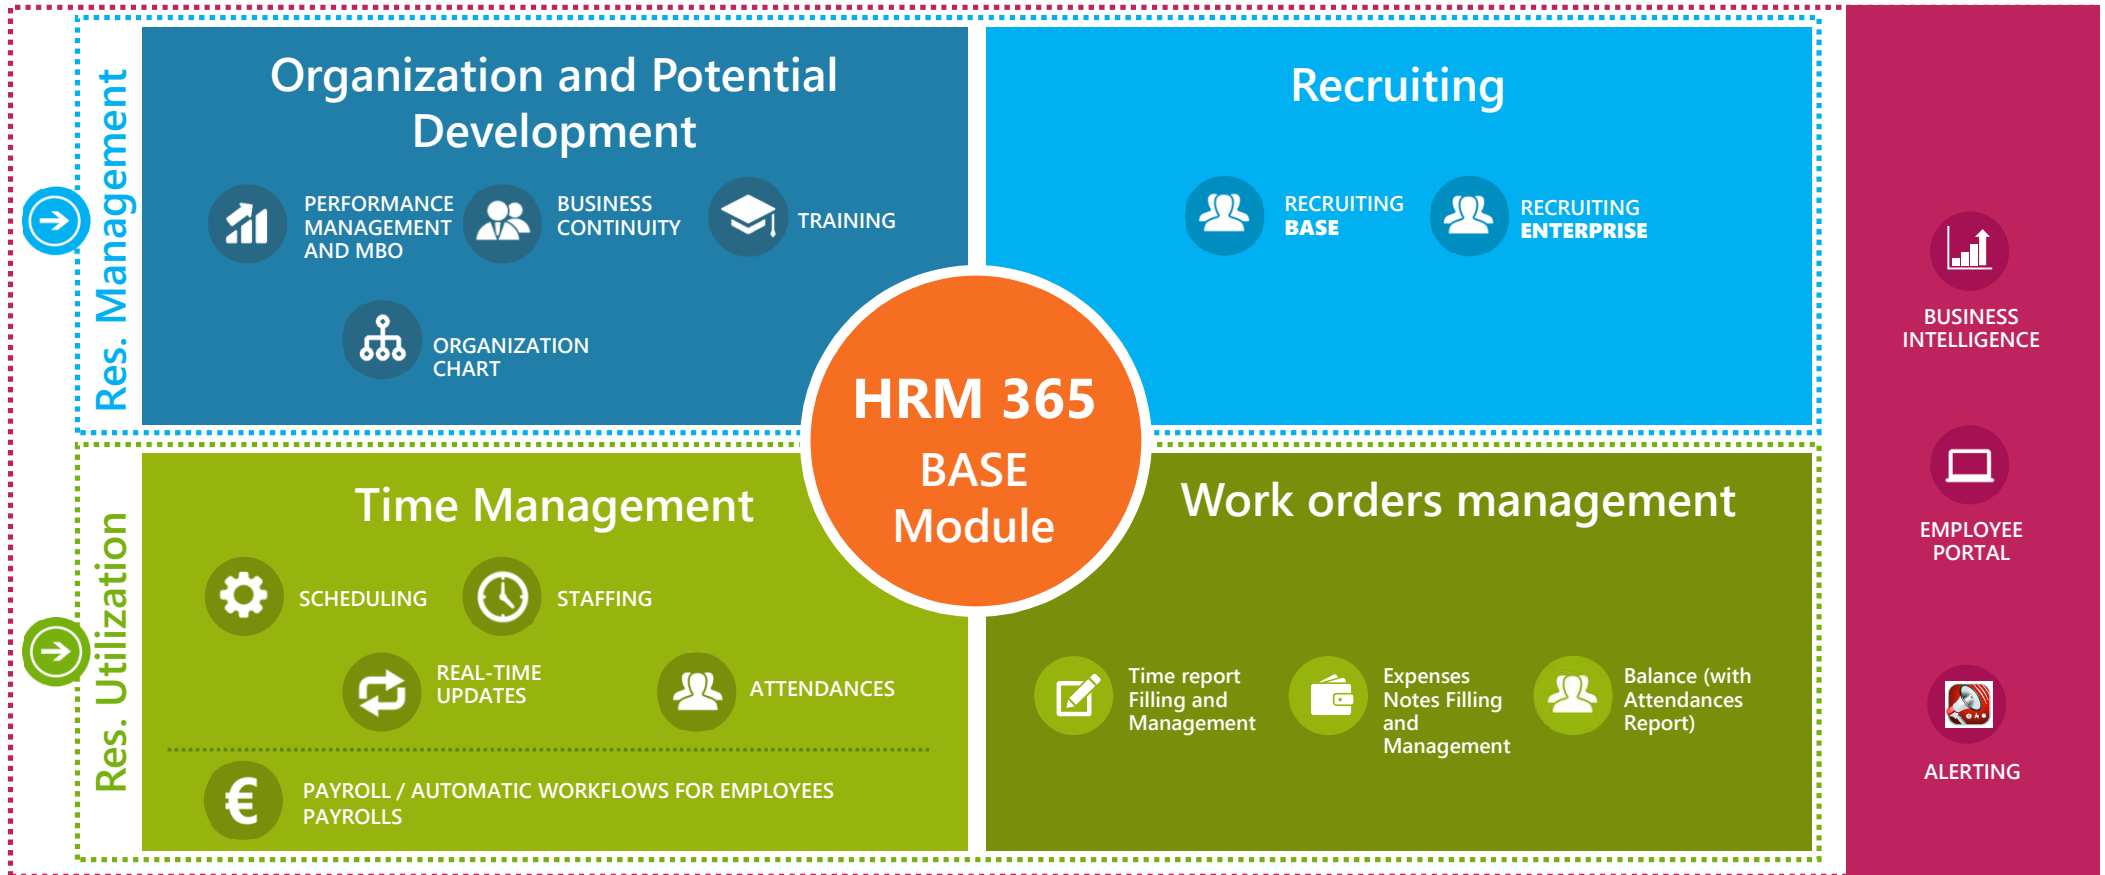 Res. Management
Organization and Potential
Development
PERFORMANCE
MANAGEMENT
AND MBO
BUSINESS
CONTINUITY
TRAINING
ORGANIZATION
CHART
Recruiting
RECRUITING
BASE
RECRUITING
ENTERPRISE
HRM 365
BASE
Module
Res. Utilization
Time Management
SCHEDULING
STAFFING
REAL-TIME
UPDATES
ATTENDANCES
€
PAYROLL / AUTOMATIC WORKFLOWS FOR EMPLOYEES
PAYROLLS
Work orders management
Time report
Filling and
Management
Expenses
Notes Filling
and
Management
Balance (with
Attendances
Report)
BUSINESS
INTELLIGENCE
EMPLOYEE
PORTAL
ALERTING